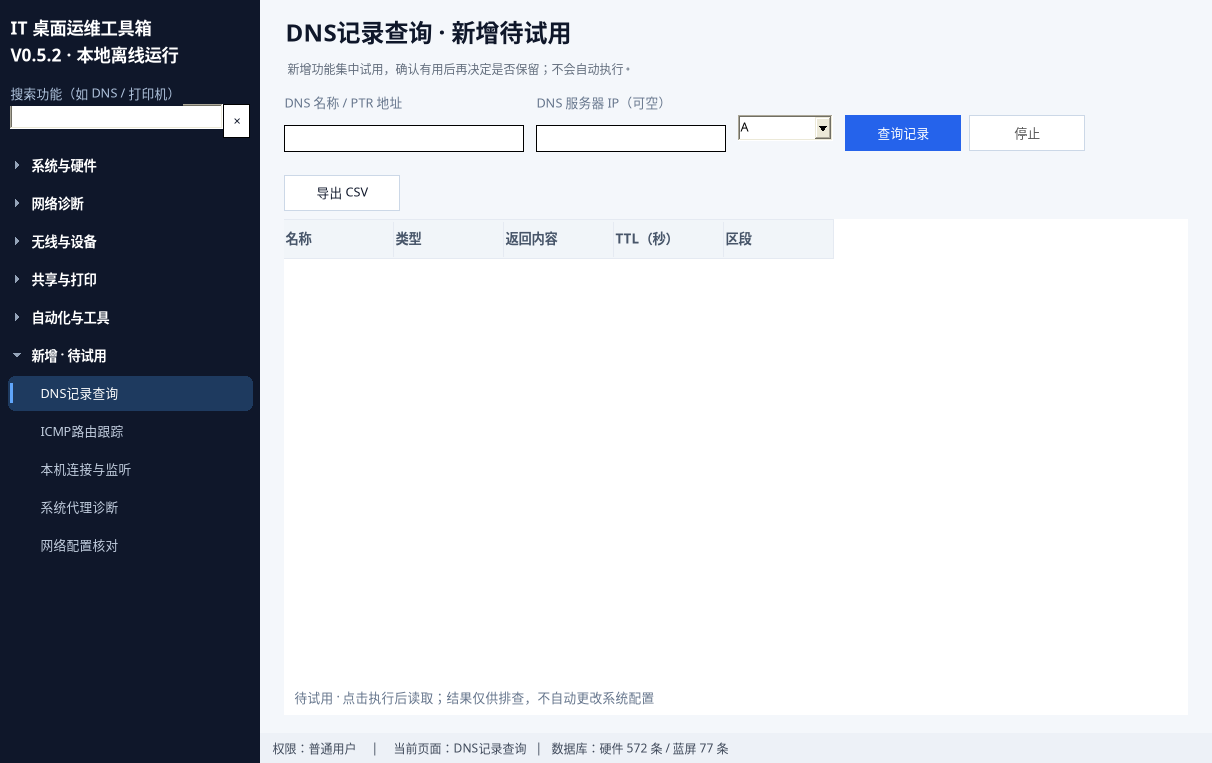 IT 桌面运维工具箱
V0.5.2 · 本地离线运行
搜索功能（如 DNS / 打印机）
×
系统与硬件
网络诊断
无线与设备
共享与打印
自动化与工具
新增 · 待试用
DNS记录查询
ICMP路由跟踪
本机连接与监听
系统代理诊断
网络配置核对
DNS记录查询 · 新增待试用
新增功能集中试用，确认有用后再决定是否保留；不会自动执行 ·
DNS 名称 / PTR 地址
DNS 服务器 IP（可空）
A
查询记录
停止
导出 CSV
名称 类型 返回内容 TTL（秒） 区段
待试用 · 点击执行后读取；结果仅供排查，不自动更改系统配置
权限：普通用户 | 当前页面：DNS记录查询 | 数据库：硬件 572 条 / 蓝屏 77 条